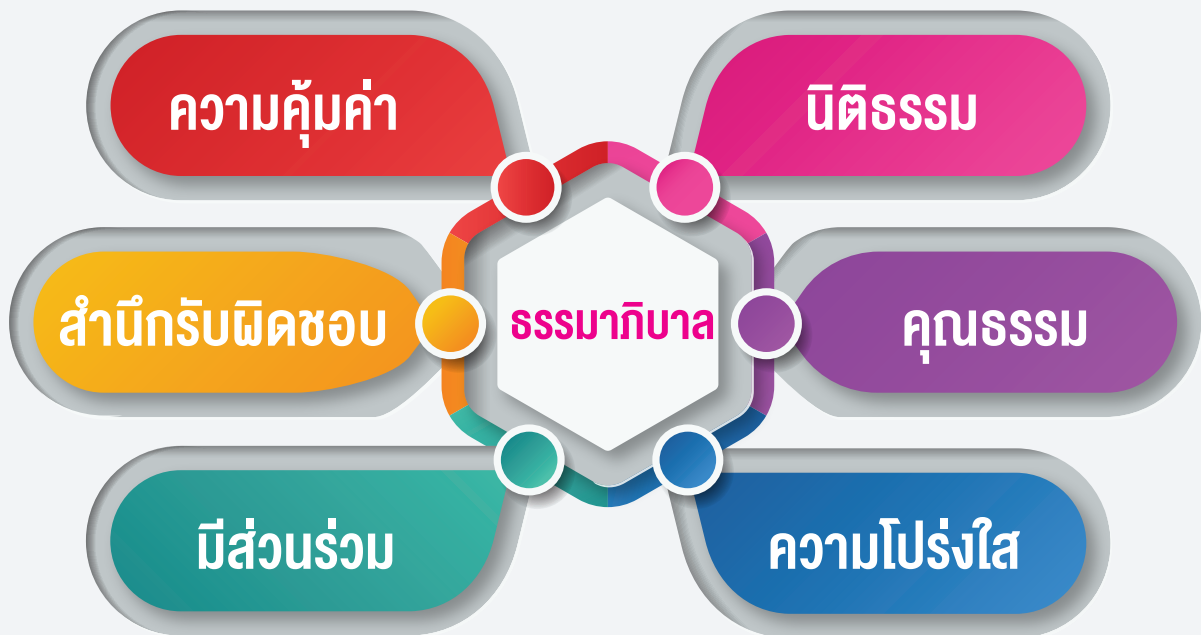 ความคุ้มค่า
นิติธรรม
สำนึกรับผิดชอบ
ธรรมาภิบาล
คุณธรรม
มีส่วนร่วม
ความโปร่งใส